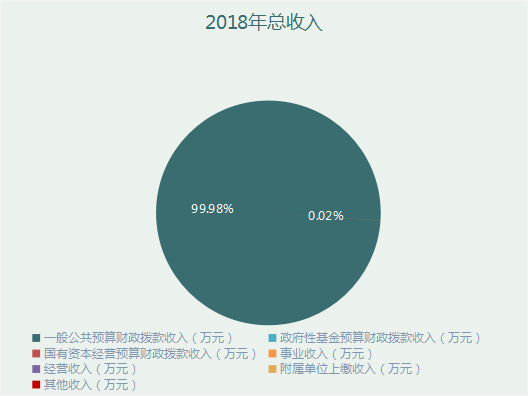 2018年总收入
99.98%
0.02%
一般公共预算财政拨款收入（万元）
政府性基金预算财政拨款收入（万元）
国有资本经营预算财政拨款收入（万元）
事业收入（万元）
经营收入（万元）
附属单位上缴收入（万元）
其他收入（万元）